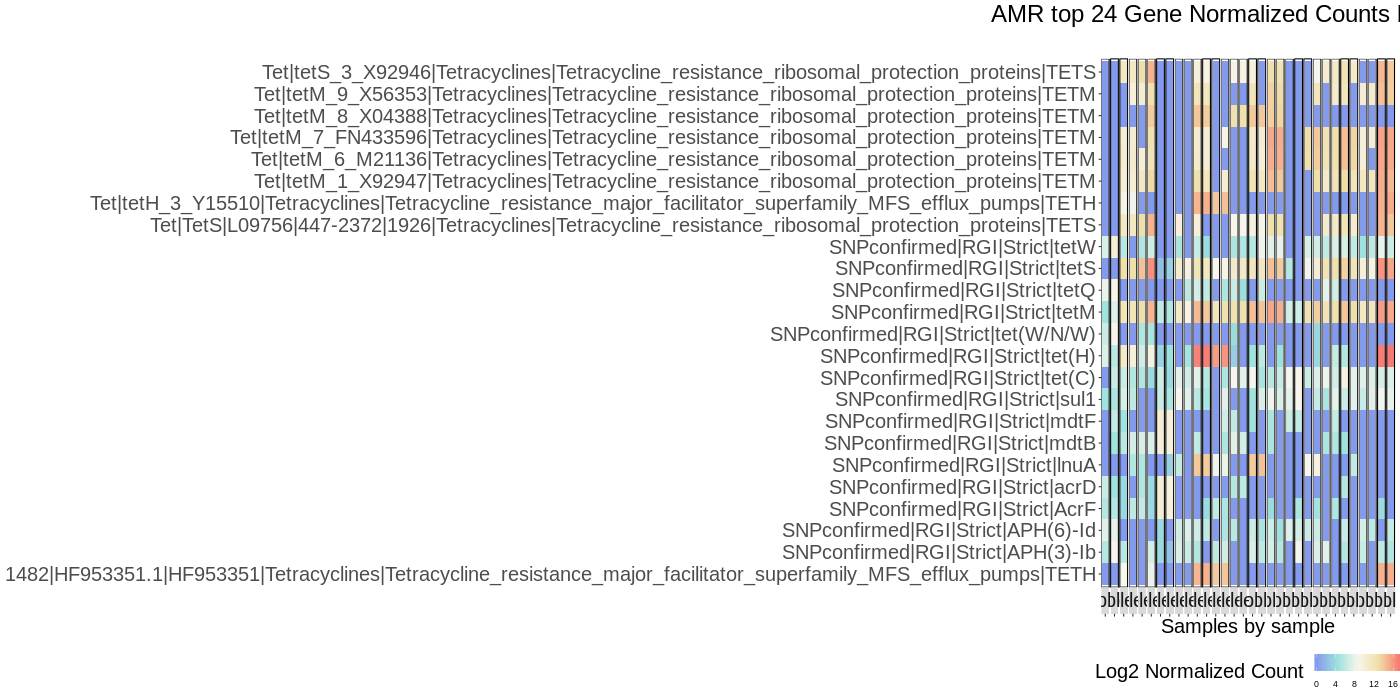 AMR top 24 Gene Normalized Counts
Tet|tetS_3_X92946|Tetracyclines|Tetracycline_resistance_ribosomal_protection_proteins|TETS
Tet|tetM_9_X56353|Tetracyclines|Tetracycline_resistance_ribosomal_protection_proteins|TETM
Tet|tetM_8_X04388|Tetracyclines|Tetracycline_resistance_ribosomal_protection_proteins|TETM
Tet|tetM_7_FN433596|Tetracyclines|Tetracycline_resistance_ribosomal_protection_proteins|TETM
Tet|tetM_6_M21136|Tetracyclines|Tetracycline_resistance_ribosomal_protection_proteins|TETM
Tet|tetM_1_X92947|Tetracyclines|Tetracycline_resistance_ribosomal_protection_proteins|TETM
Tet|tetH_3_Y15510|Tetracyclines|Tetracycline_resistance_major_facilitator_superfamily_MFS_efflux_pumps|TETH
Tet|TetS|L09756|447-2372|1926|Tetracyclines|Tetracycline_resistance_ribosomal_protection_proteins|TETS
SNPconfirmed|RGI|Strict|tetW
SNPconfirmed|RGI|Strict|tetS
SNPconfirmed|RGI|Strict|tetQ
SNPconfirmed|RGI|Strict|tetM
SNPconfirmed|RGI|Strict|tet(W/N/W)
SNPconfirmed|RGI|Strict|tet(H)
SNPconfirmed|RGI|Strict|tet(C)
SNPconfirmed|RGI|Strict|sul1
SNPconfirmed|RGI|Strict|mdtF
SNPconfirmed|RGI|Strict|mdtB
SNPconfirmed|RGI|Strict|lnuA
SNPconfirmed|RGI|Strict|acrD
SNPconfirmed|RGI|Strict|AcrF
SNPconfirmed|RGI|Strict|APH(6)-Id
SNPconfirmed|RGI|Strict|APH(3)-Ib
1482|HF953351.1|HF953351|Tetracyclines|Tetracycline_resistance_major_facilitator_superfamily_MFS_efflux_pumps|TETH
Samples by sample
Log2 Normalized Count
0 4 8 12 16